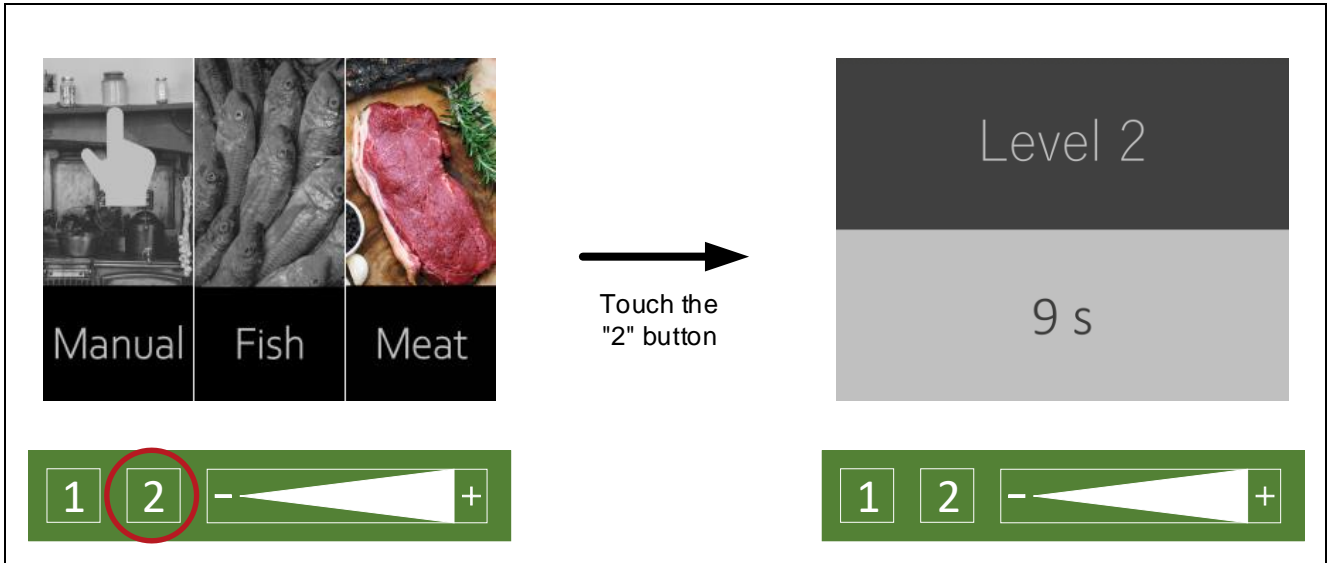 Manual Fish Meat
Touch the
"2" button
Level 2
9 s
1 2 - +
1 2 - +